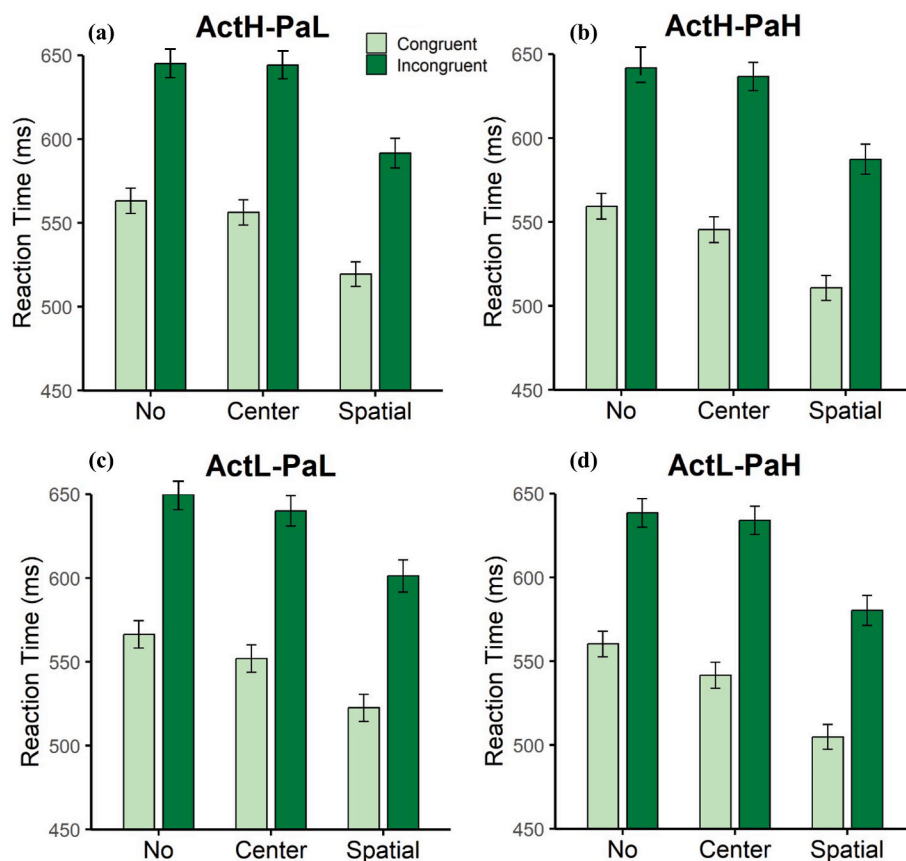 (a)
ActH-PaL
Congruent
Incongruent
Reaction Time (ms)
650
600
550
500
450
No
Center
Spatial
(b)
ActH-PaH
Reaction Time (ms)
650
600
550
500
450
No
Center
Spatial
(c)
ActL-PaL
Reaction Time (ms)
650
600
550
500
450
No
Center
Spatial
(d)
ActL-PaH
Reaction Time (ms)
650
600
550
500
450
No
Center
Spatial